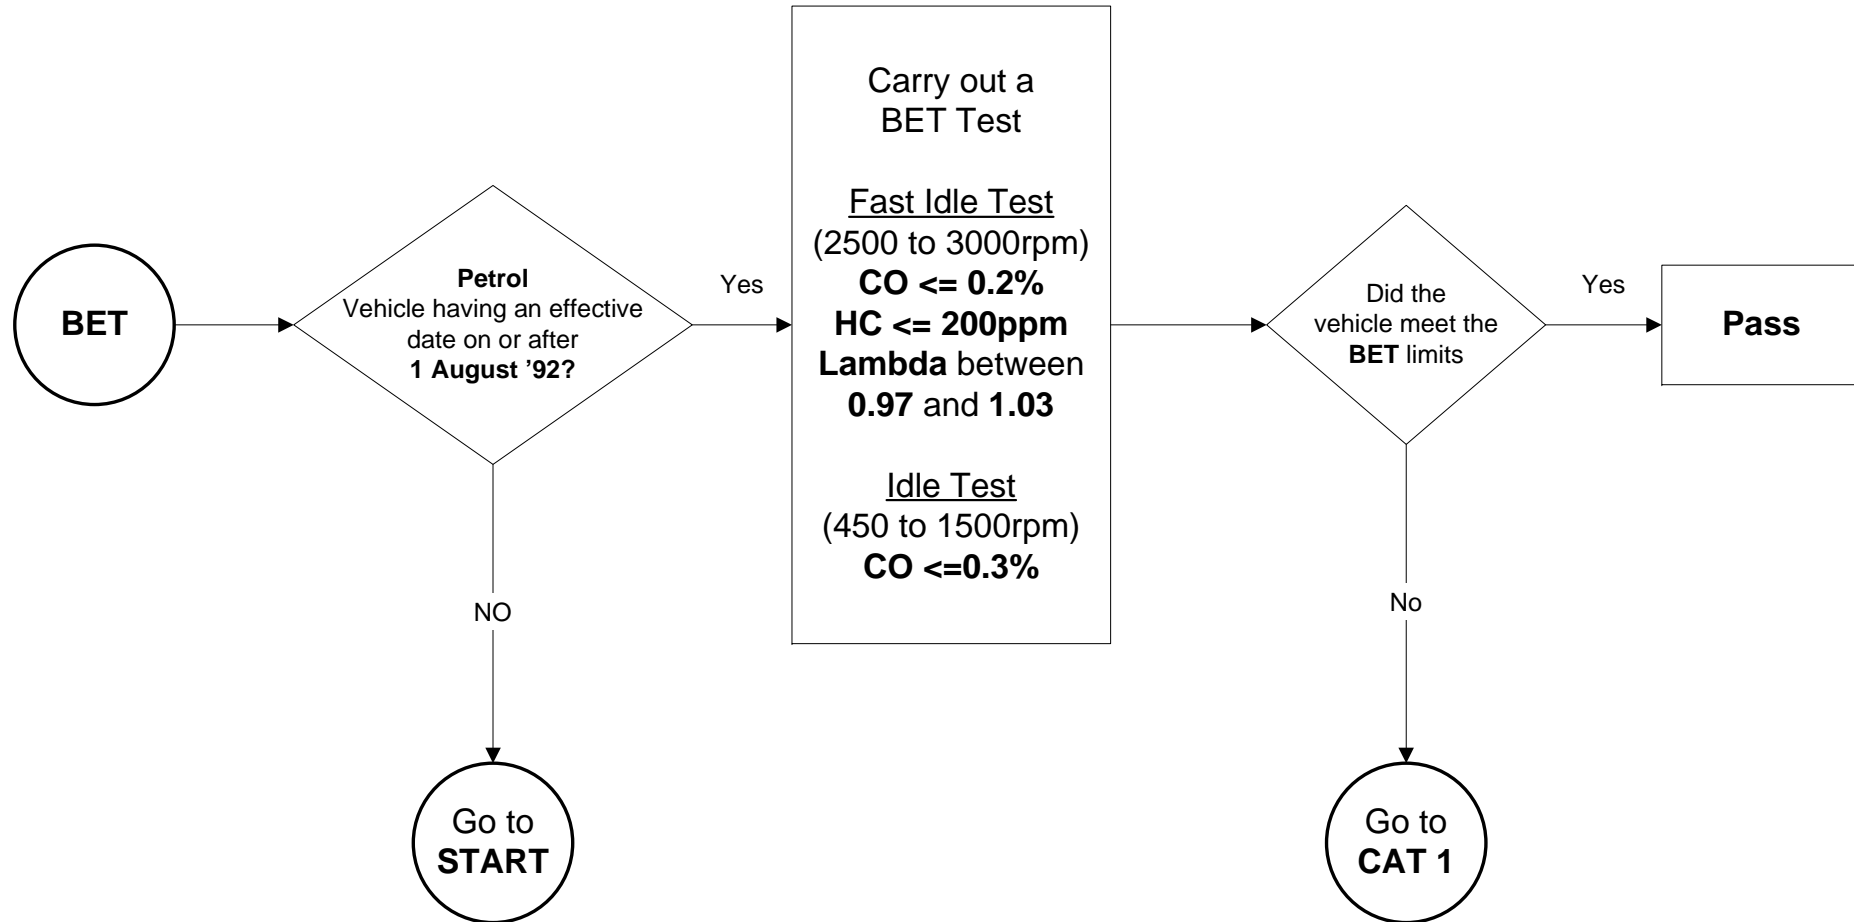 BET
Petrol
Vehicle having an effective
date on or after
1 August ’92?
Yes
NO
Go to
START
Carry out a
BET Test
Fast Idle Test
(2500 to 3000rpm)
CO <= 0.2%
HC <= 200ppm
Lambda between
0.97 and 1.03
Idle Test
(450 to 1500rpm)
CO <=0.3%
Did the
vehicle meet the
BET limits
Yes
Pass
No
Go to
CAT 1